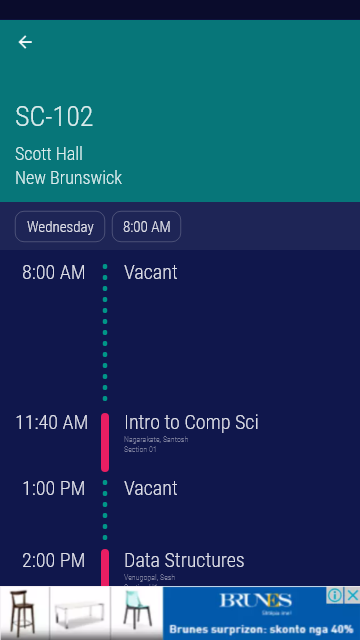 SC-102
Scott Hall
New Brunswick
Wednesday 8:00 AM
8:00 AM Vacant
11:40 AM Intro to Comp Sci
Nagarakate, Santosh
Section 01
1:00 PM Vacant
2:00 PM Data Structures
Venugopal, Sesh
BRUNES
Brunes surprizon: skonto nga 40%